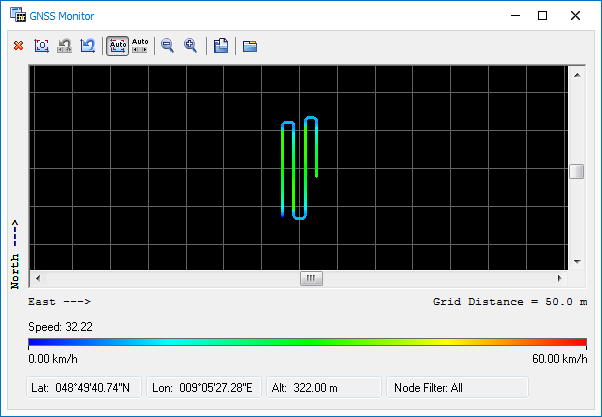 GNSS Monitor
Auto Auto
North --->
East ---> Grid Distance = 50.0 m
Speed: 32.22
0.00 km/h 60.00 km/h
Lat: 048°49'40.74"N Lon: 009°05'27.28"E Alt: 322.00 m Node Filter: All